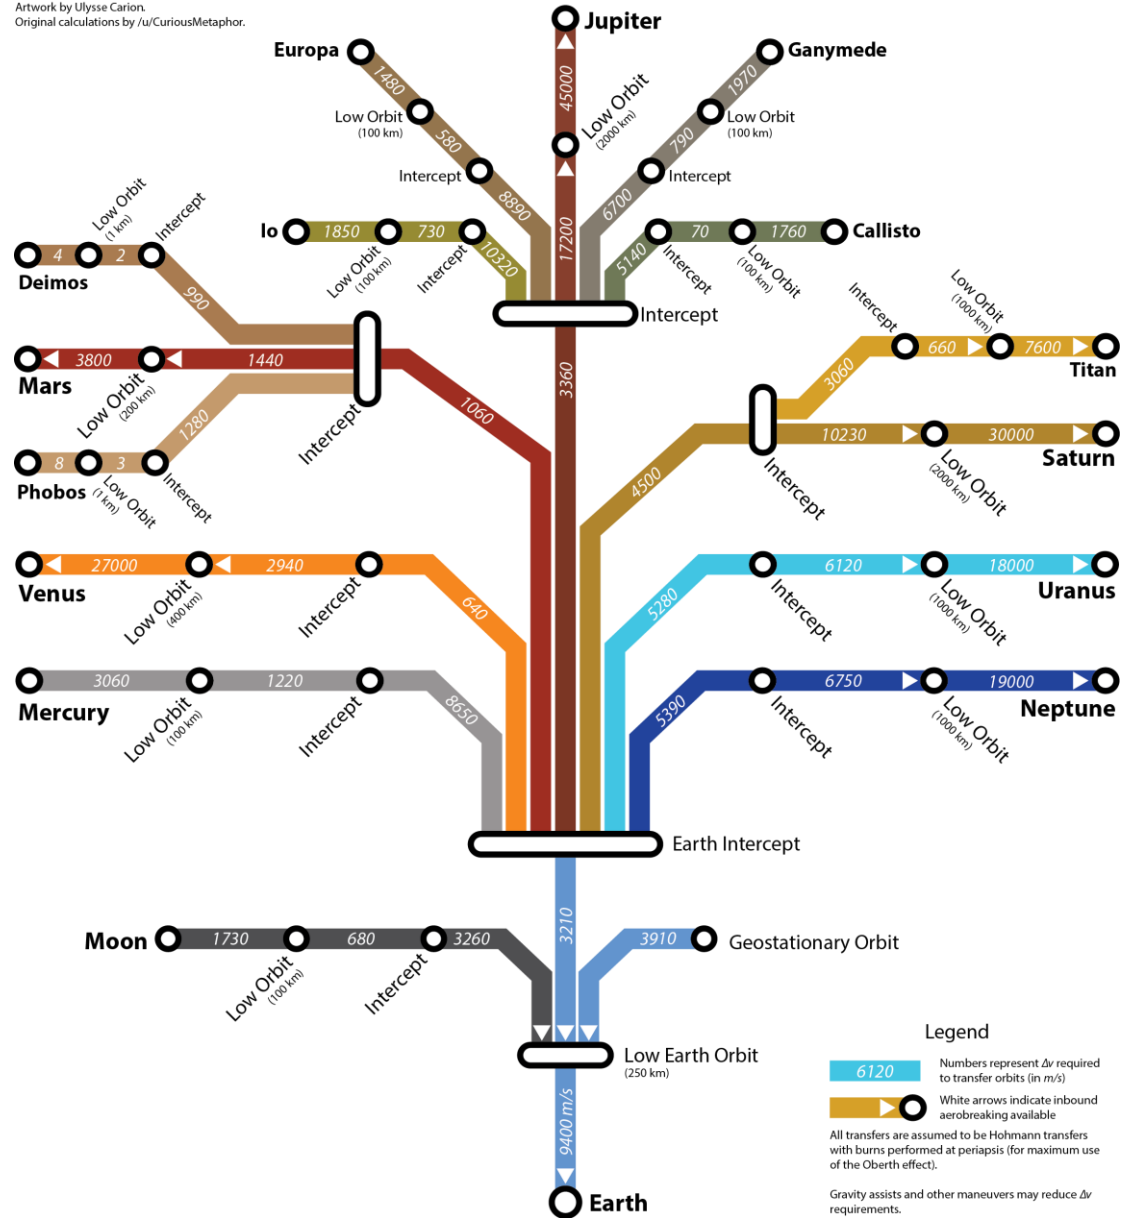 Artwork by Ulysse Carion.
Original calculations by /u/CuriousMetaphor.
Jupiter
Europa
Ganymede
1480
45000
1970
Low Orbit
(100 km)
Low Orbit
(2000 km)
Low Orbit
(100 km)
580
790
Intercept
Intercept
8890
17200
6700
Io
1850
730
10320
Low Orbit
(100 km)
Intercept
5140
70
1760
Callisto
Intercept
Low Orbit
(100 km)
Intercept
3360
Low Orbit
(1 km)
Intercept
4
2
990
Deimos
3800
1440
Mars
Low Orbit
(200 km)
Intercept
1060
1280
8
3
Phobos
Low Orbit
(1 km)
Intercept
Intercept
Low Orbit
(1000 km)
660
7600
3060
Titan
10230
30000
4500
Intercept
Low Orbit
(2000 km)
Saturn
27000
2940
640
Venus
Low Orbit
(400 km)
Intercept
5280
6120
18000
Intercept
Low Orbit
(1000 km)
Uranus
3060
1220
8650
Mercury
Low Orbit
(100 km)
Intercept
5390
6750
19000
Intercept
Low Orbit
(1000 km)
Neptune
Earth Intercept
3210
Moon
1730
680
3260
Low Orbit
(100 km)
Intercept
3910
Geostationary Orbit
Low Earth Orbit
(250 km)
9400 m/s
Earth
Legend
6120
Numbers represent Δv required
to transfer orbits (in m/s)
White arrows indicate inbound
aerobreaking available
All transfers are assumed to be Hohmann transfers
with burns performed at periapsis (for maximum use
of the Oberth effect).
Gravity assists and other maneuvers may reduce Δv
requirements.